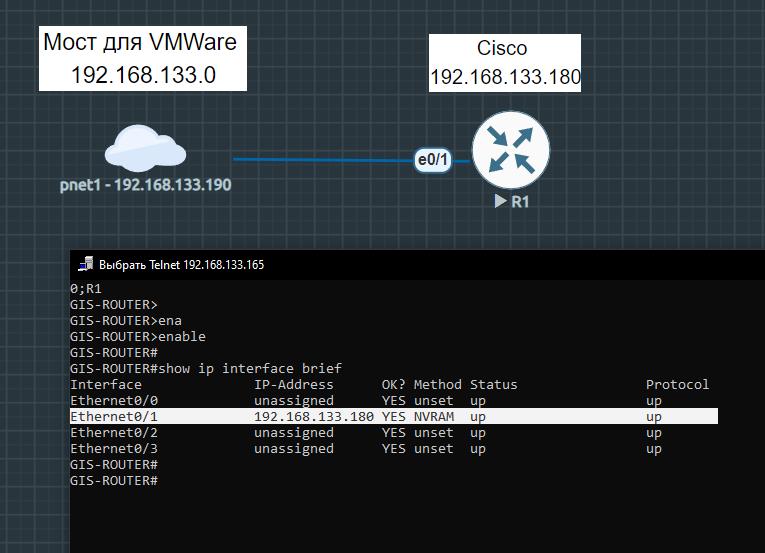 Мост для VMWare
192.168.133.0
Cisco
192.168.133.180
e0/1
pnet1 - 192.168.133.190
R1
Выбрать Telnet 192.168.133.165
0;R1
GIS-ROUTER>
GIS-ROUTER>ena
GIS-ROUTER>enable
GIS-ROUTER#
GIS-ROUTER#show ip interface brief
Interface IP-Address OK? Method Status Protocol
Ethernet0/0 unassigned YES unset up up
Ethernet0/1 192.168.133.180 YES NVRAM up up
Ethernet0/2 unassigned YES unset up up
Ethernet0/3 unassigned YES unset up up
GIS-ROUTER#
GIS-ROUTER#